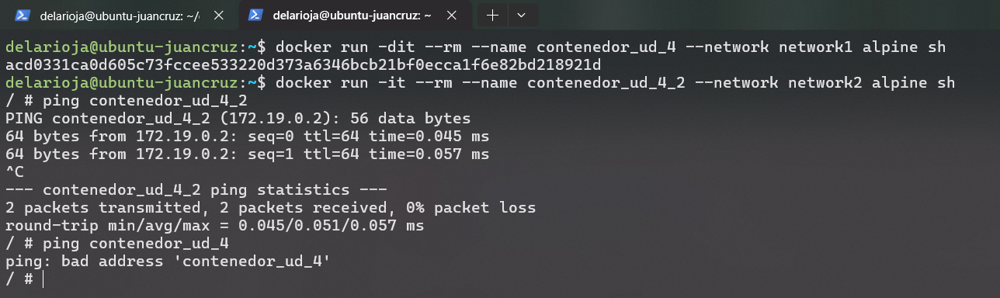 delarioja@ubuntu-juancruz: ~/
delarioja@ubuntu-juancruz: ~
delarioja@ubuntu-juancruz:~$ docker run -dit --rm --name contenedor_ud_4 --network network1 alpine sh
acd0331ca0d605c73fccee533220d373a6346bcb21bf0ecca1f6e82bd218921d
delarioja@ubuntu-juancruz:~$ docker run -it --rm --name contenedor_ud_4_2 --network network2 alpine sh
/ # ping contenedor_ud_4_2
PING contenedor_ud_4_2 (172.19.0.2): 56 data bytes
64 bytes from 172.19.0.2: seq=0 ttl=64 time=0.045 ms
64 bytes from 172.19.0.2: seq=1 ttl=64 time=0.057 ms
^C
--- contenedor_ud_4_2 ping statistics ---
2 packets transmitted, 2 packets received, 0% packet loss
round-trip min/avg/max = 0.045/0.051/0.057 ms
/ # ping contenedor_ud_4
ping: bad address 'contenedor_ud_4'
/ #